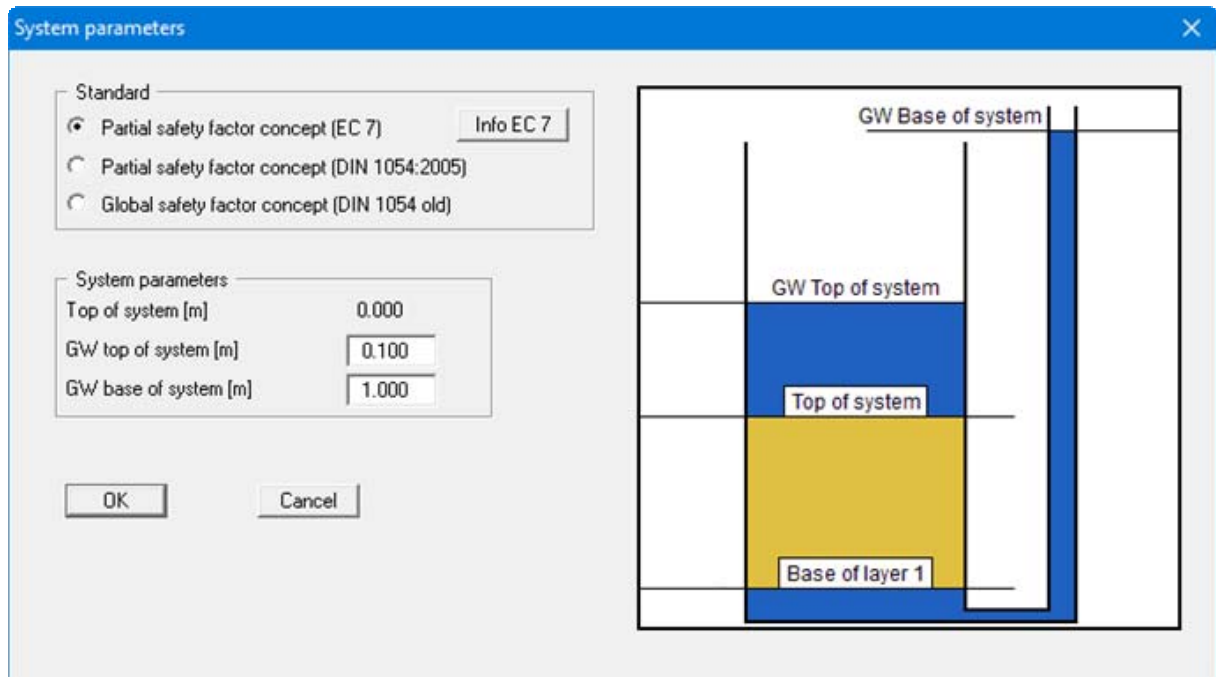 System parameters
Standard
Partial safety factor concept (EC 7)
Info EC 7
Partial safety factor concept (DIN 1054:2005)
Global safety factor concept (DIN 1054 old)
System parameters
Top of system [m] 0.000
GW top of system [m] 0.100
GW base of system [m] 1.000
OK
Cancel
GW Base of system
GW Top of system
Top of system
Base of layer 1